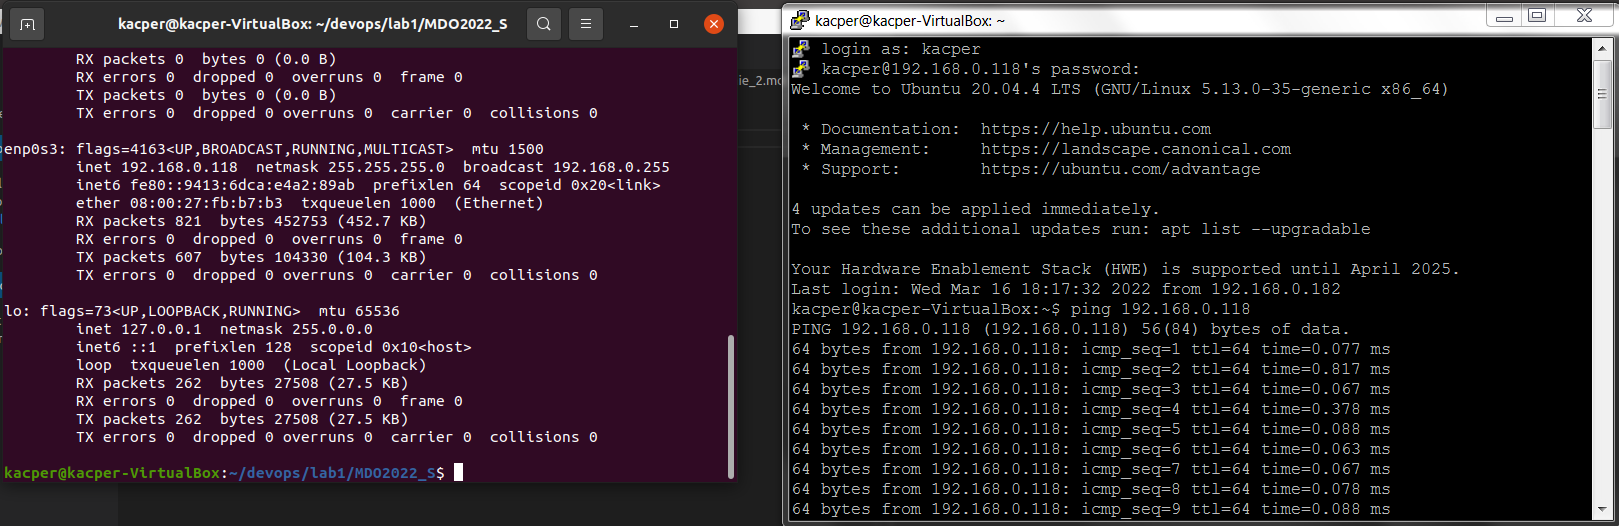 kacper@kacper-VirtualBox: ~/devops/lab1/MDO2022_S
RX packets 0  bytes 0 (0.0 B)
RX errors 0  dropped 0  overruns 0  frame 0
TX packets 0  bytes 0 (0.0 B)
TX errors 0  dropped 0 overruns 0  carrier 0  collisions 0
enp0s3: flags=4163<UP,BROADCAST,RUNNING,MULTICAST>  mtu 1500
inet 192.168.0.118  netmask 255.255.255.0  broadcast 192.168.0.255
inet6 fe80::9413:6dca:e4a2:89ab  prefixlen 64  scopeid 0x20<link>
ether 08:00:27:fb:b7:b3  txqueuelen 1000  (Ethernet)
RX packets 821  bytes 452753 (452.7 KB)
RX errors 0  dropped 0  overruns 0  frame 0
TX packets 607  bytes 104330 (104.3 KB)
TX errors 0  dropped 0 overruns 0  carrier 0  collisions 0
lo: flags=73<UP,LOOPBACK,RUNNING>  mtu 65536
inet 127.0.0.1  netmask 255.0.0.0
inet6 ::1  prefixlen 128  scopeid 0x10<host>
loop  txqueuelen 1000  (Local Loopback)
RX packets 262  bytes 27508 (27.5 KB)
RX errors 0  dropped 0  overruns 0  frame 0
TX packets 262  bytes 27508 (27.5 KB)
TX errors 0  dropped 0 overruns 0  carrier 0  collisions 0
kacper@kacper-VirtualBox:~/devops/lab1/MDO2022_S$
ie_2.mc
kacper@kacper-VirtualBox: ~
login as: kacper
kacper@192.168.0.118's password:
Welcome to Ubuntu 20.04.4 LTS (GNU/Linux 5.13.0-35-generic x86_64)
* Documentation:  https://help.ubuntu.com
* Management:     https://landscape.canonical.com
* Support:        https://ubuntu.com/advantage
4 updates can be applied immediately.
To see these additional updates run: apt list --upgradable
Your Hardware Enablement Stack (HWE) is supported until April 2025.
Last login: Wed Mar 16 18:17:32 2022 from 192.168.0.182
kacper@kacper-VirtualBox:~$ ping 192.168.0.118
PING 192.168.0.118 (192.168.0.118) 56(84) bytes of data.
64 bytes from 192.168.0.118: icmp_seq=1 ttl=64 time=0.077 ms
64 bytes from 192.168.0.118: icmp_seq=2 ttl=64 time=0.817 ms
64 bytes from 192.168.0.118: icmp_seq=3 ttl=64 time=0.067 ms
64 bytes from 192.168.0.118: icmp_seq=4 ttl=64 time=0.378 ms
64 bytes from 192.168.0.118: icmp_seq=5 ttl=64 time=0.088 ms
64 bytes from 192.168.0.118: icmp_seq=6 ttl=64 time=0.063 ms
64 bytes from 192.168.0.118: icmp_seq=7 ttl=64 time=0.067 ms
64 bytes from 192.168.0.118: icmp_seq=8 ttl=64 time=0.078 ms
64 bytes from 192.168.0.118: icmp_seq=9 ttl=64 time=0.088 ms